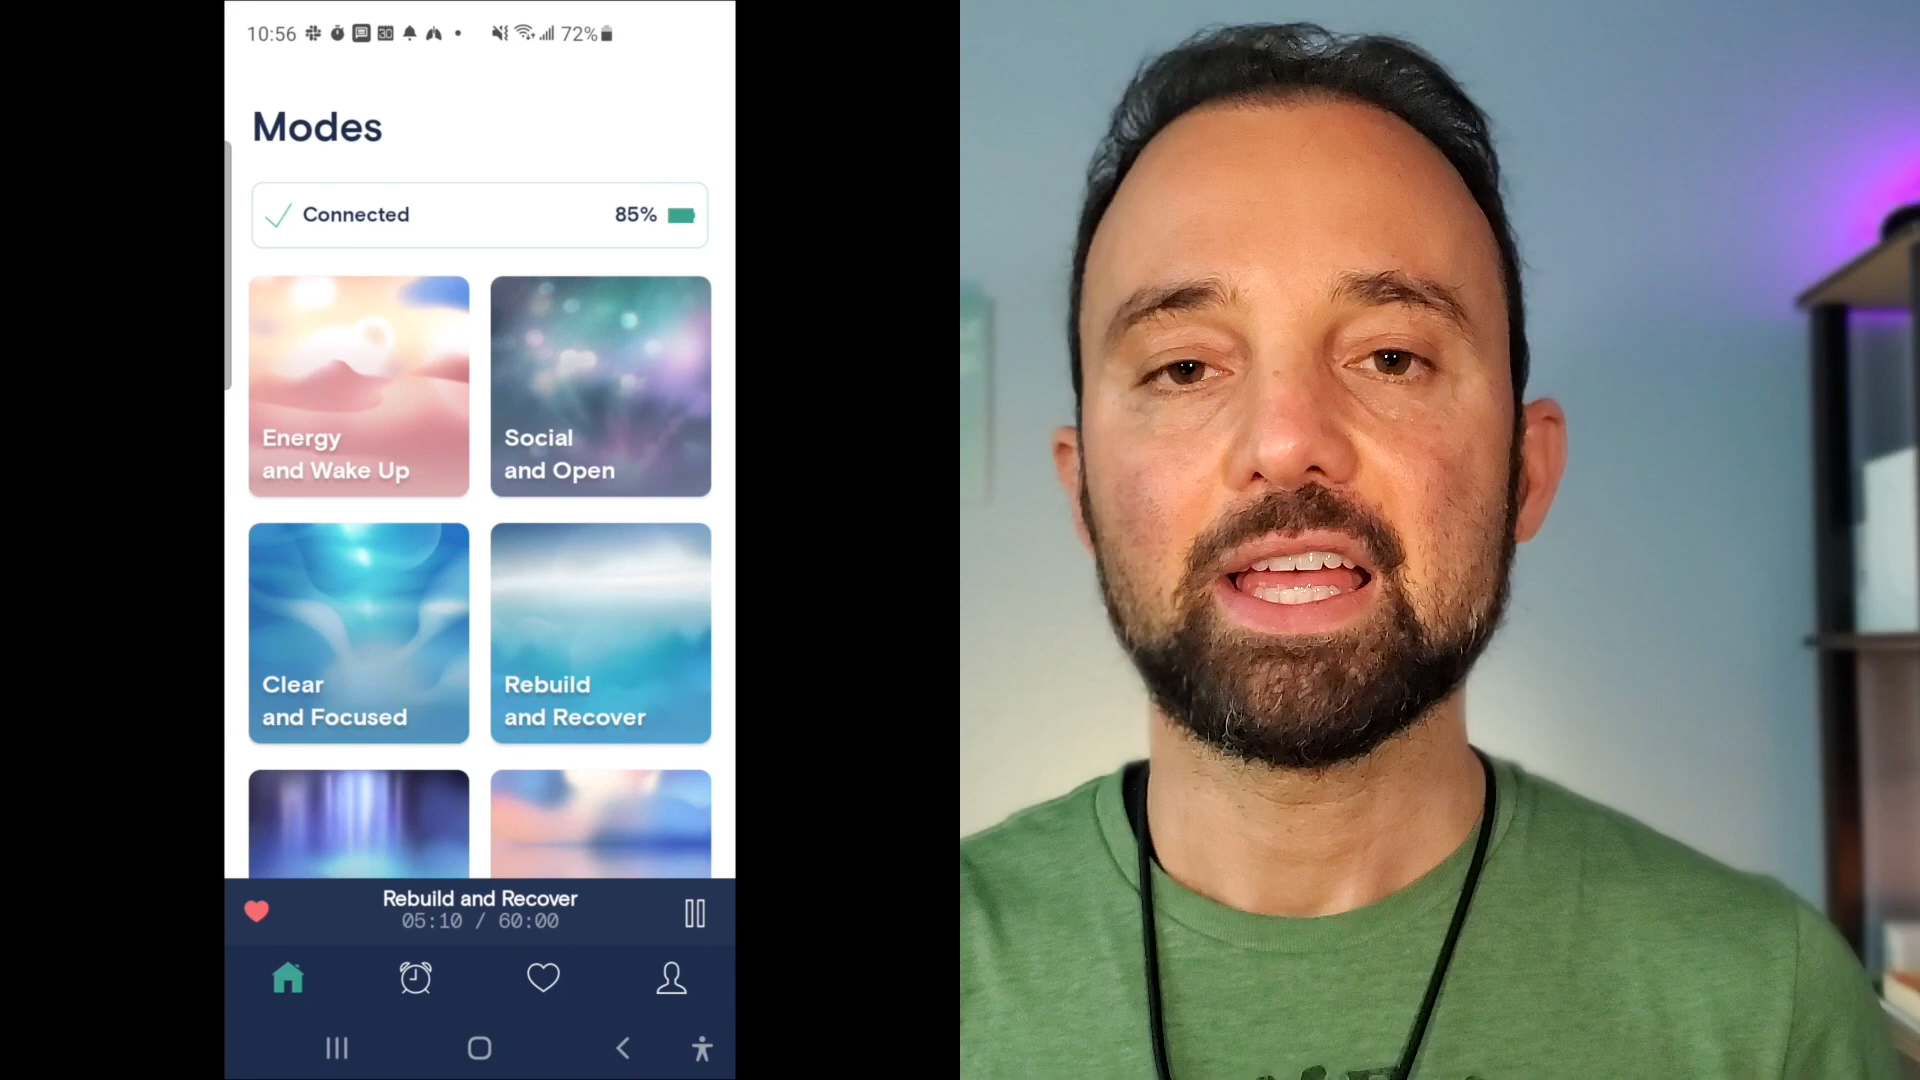 10:56
30
72%
Modes
Connected
85%
Energy
and Wake Up
Social
and Open
Clear
and Focused
Rebuild
and Recover
Rebuild and Recover
05:10 / 60:00